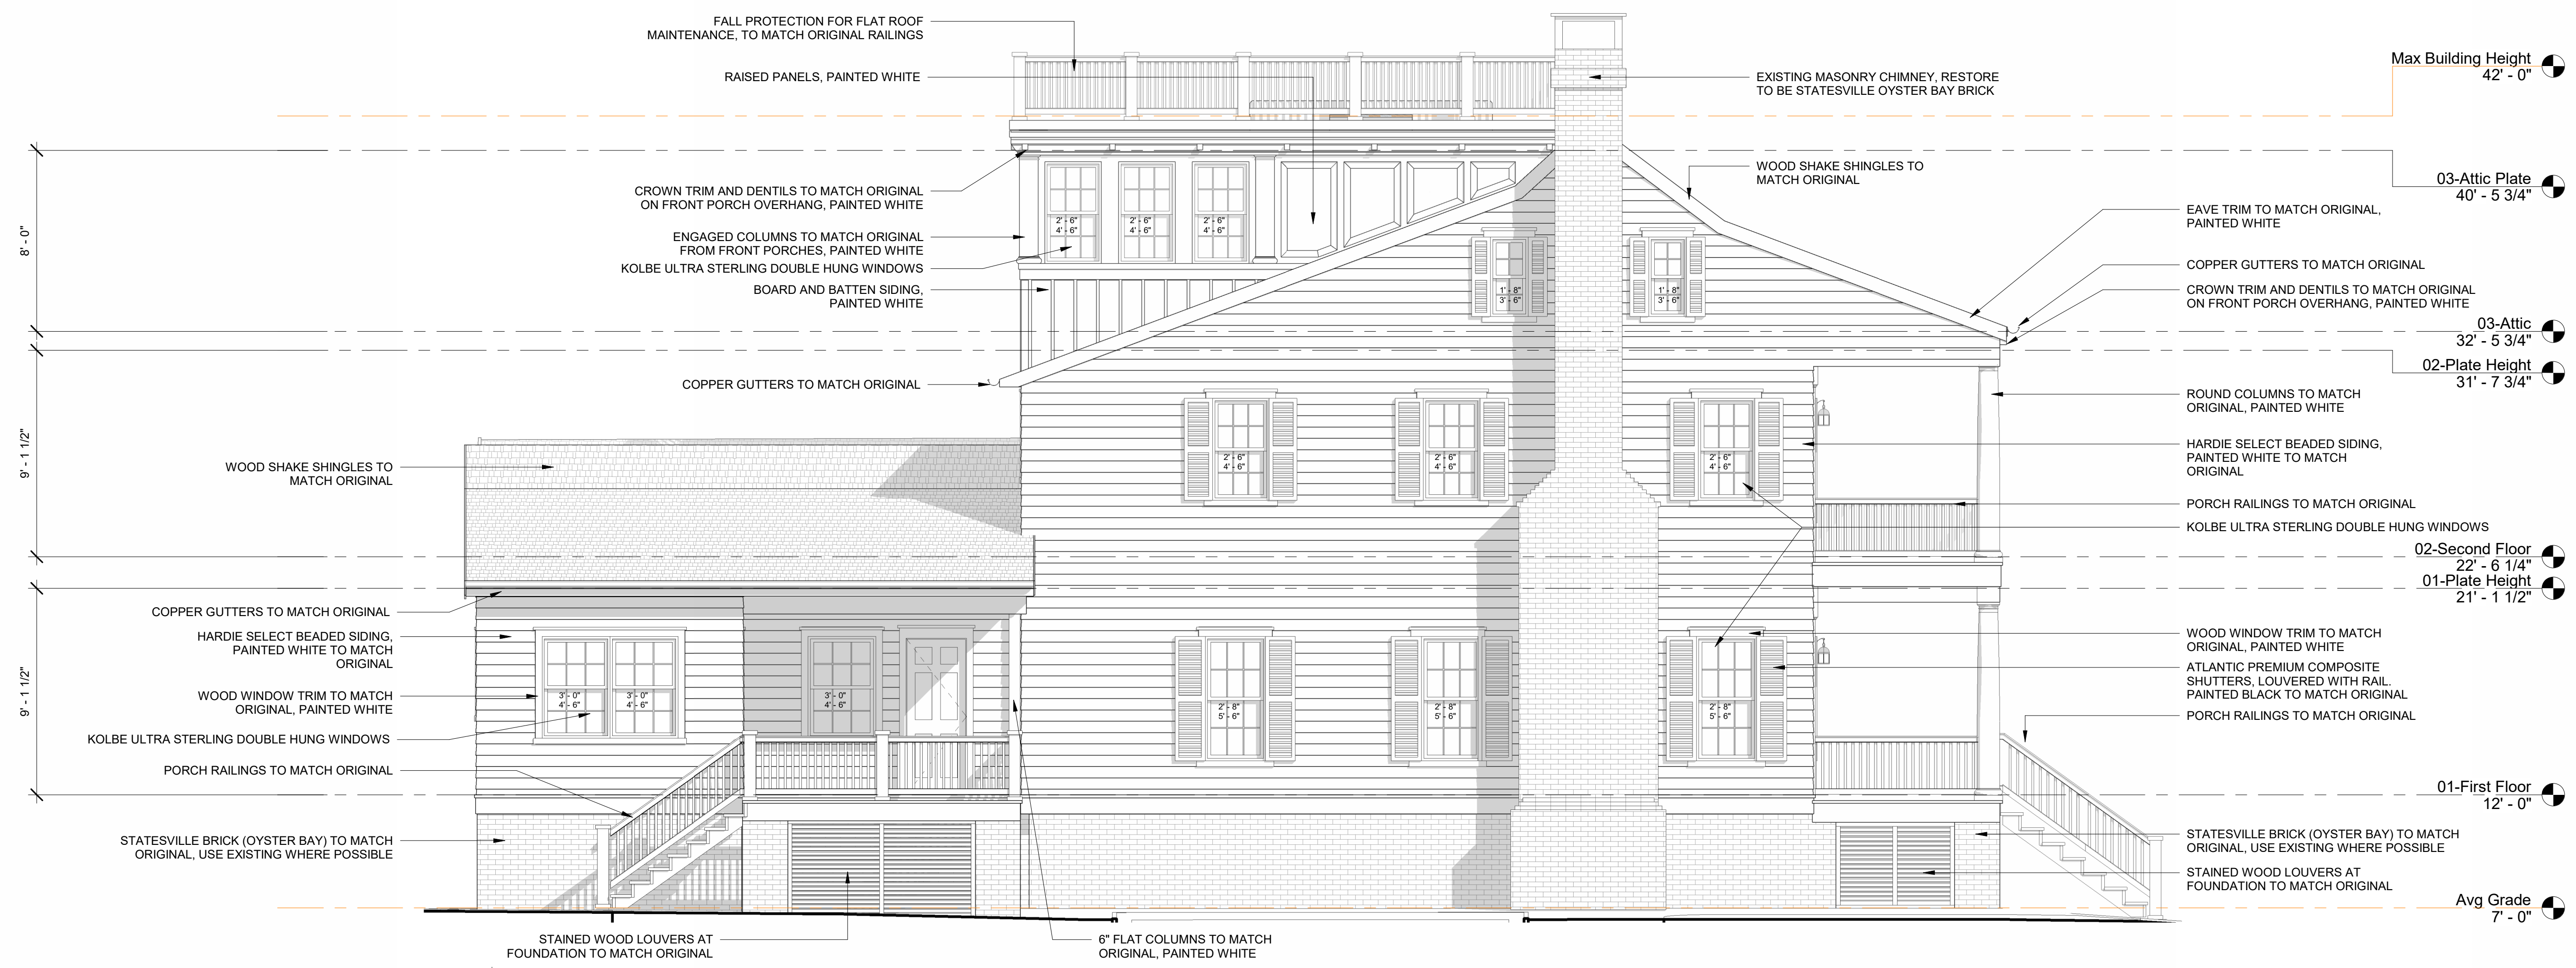 FALL PROTECTION FOR FLAT ROOF
MAINTENANCE, TO MATCH ORIGINAL RAILINGS
RAISED PANELS, PAINTED WHITE
CROWN TRIM AND DENTILS TO MATCH ORIGINAL
ON FRONT PORCH OVERHANG, PAINTED WHITE
ENGAGED COLUMNS TO MATCH ORIGINAL
FROM FRONT PORCHES, PAINTED WHITE
KOLBE ULTRA STERLING DOUBLE HUNG WINDOWS
BOARD AND BATTEN SIDING,
PAINTED WHITE
COPPER GUTTERS TO MATCH ORIGINAL
8' - 0"
9' - 1 1/2"
9' - 1 1/2"
WOOD SHAKE SHINGLES TO
MATCH ORIGINAL
COPPER GUTTERS TO MATCH ORIGINAL
HARDIE SELECT BEADED SIDING,
PAINTED WHITE TO MATCH
ORIGINAL
WOOD WINDOW TRIM TO MATCH
ORIGINAL, PAINTED WHITE
KOLBE ULTRA STERLING DOUBLE HUNG WINDOWS
PORCH RAILINGS TO MATCH ORIGINAL
STATESVILLE BRICK (OYSTER BAY) TO MATCH
ORIGINAL, USE EXISTING WHERE POSSIBLE
STAINED WOOD LOUVERS AT
FOUNDATION TO MATCH ORIGINAL
6" FLAT COLUMNS TO MATCH
ORIGINAL, PAINTED WHITE
2' - 6"
4' - 6"
2' - 6"
4' - 6"
2' - 6"
4' - 6"
1' - 8"
3' - 6"
1' - 8"
3' - 6"
2' - 6"
4' - 6"
2' - 6"
4' - 6"
2' - 6"
4' - 6"
3' - 0"
4' - 6"
3' - 0"
4' - 6"
3' - 0"
4' - 6"
2' - 8"
5' - 6"
2' - 8"
5' - 6"
2' - 8"
5' - 6"
EXISTING MASONRY CHIMNEY, RESTORE
TO BE STATESVILLE OYSTER BAY BRICK
WOOD SHAKE SHINGLES TO
MATCH ORIGINAL
EAVE TRIM TO MATCH ORIGINAL,
PAINTED WHITE
COPPER GUTTERS TO MATCH ORIGINAL
CROWN TRIM AND DENTILS TO MATCH ORIGINAL
ON FRONT PORCH OVERHANG, PAINTED WHITE
ROUND COLUMNS TO MATCH
ORIGINAL, PAINTED WHITE
HARDIE SELECT BEADED SIDING,
PAINTED WHITE TO MATCH
ORIGINAL
PORCH RAILINGS TO MATCH ORIGINAL
KOLBE ULTRA STERLING DOUBLE HUNG WINDOWS
WOOD WINDOW TRIM TO MATCH
ORIGINAL, PAINTED WHITE
ATLANTIC PREMIUM COMPOSITE
SHUTTERS, LOUVERED WITH RAIL.
PAINTED BLACK TO MATCH ORIGINAL
PORCH RAILINGS TO MATCH ORIGINAL
STATESVILLE BRICK (OYSTER BAY) TO MATCH
ORIGINAL, USE EXISTING WHERE POSSIBLE
STAINED WOOD LOUVERS AT
FOUNDATION TO MATCH ORIGINAL
Max Building Height
42' - 0"
03-Attic Plate
40' - 5 3/4"
03-Attic
32' - 5 3/4"
02-Plate Height
31' - 7 3/4"
02-Second Floor
22' - 6 1/4"
01-Plate Height
21' - 1 1/2"
01-First Floor
12' - 0"
Avg Grade
7' - 0"